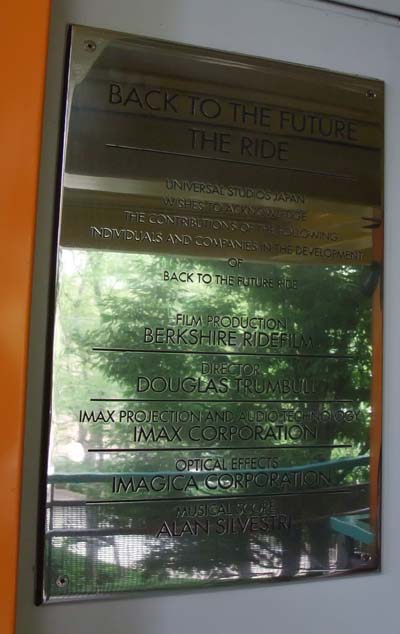 BACK TO THE FUTURE
THE RIDE
UNIVERSAL STUDIOS JAPAN
WISHES TO ACKNOWLEDGE
THE CONTRIBUTIONS OF THE FOLLOWING
INDIVIDUALS AND COMPANIES IN THE DEVELOPMENT
OF
BACK TO THE FUTURE RIDE
FILM PRODUCTION
BERKSHIRE RIDEFILM
DIRECTOR
DOUGLAS TRUMBULL
IMAX PROJECTION AND AUDIO TECHNOLOGY
IMAX CORPORATION
OPTICAL EFFECTS
IMAGICA CORPORATION
MUSICAL SCORE
ALAN SILVESTRI